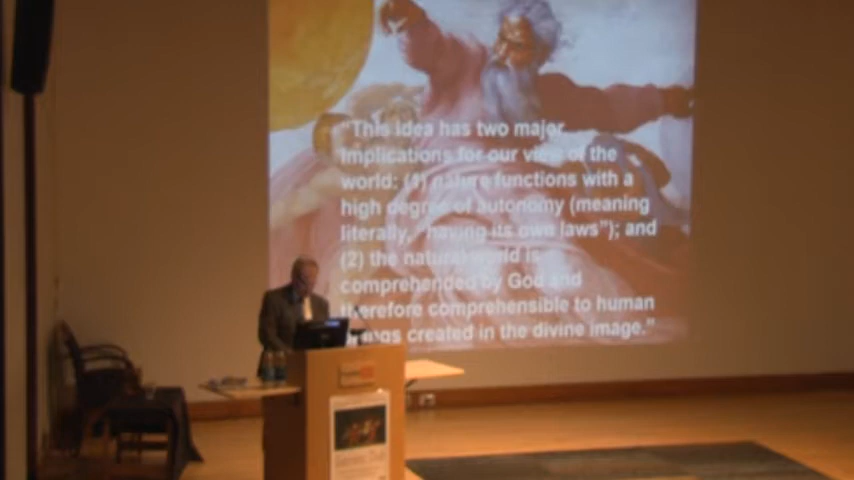 "This idea has two major
implications for our view of the
world: (1) nature functions with a
high degree of autonomy (meaning
literally, "having its own laws"); and
(2) the natural world is
comprehended by God and
therefore comprehensible to human
beings created in the divine image."